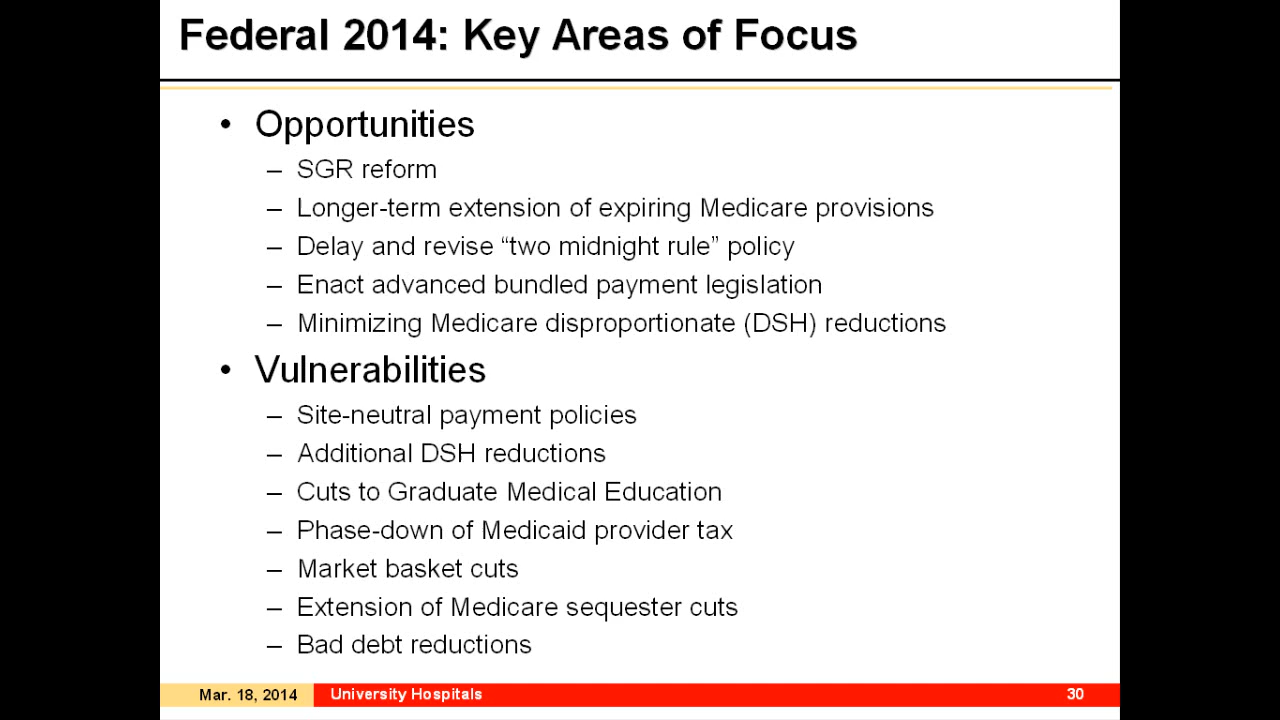 Federal 2014: Key Areas of Focus
• Opportunities
– SGR reform
– Longer-term extension of expiring Medicare provisions
– Delay and revise “two midnight rule” policy
– Enact advanced bundled payment legislation
– Minimizing Medicare disproportionate (DSH) reductions
• Vulnerabilities
– Site-neutral payment policies
– Additional DSH reductions
– Cuts to Graduate Medical Education
– Phase-down of Medicaid provider tax
– Market basket cuts
– Extension of Medicare sequester cuts
– Bad debt reductions
Mar. 18, 2014 University Hospitals 30